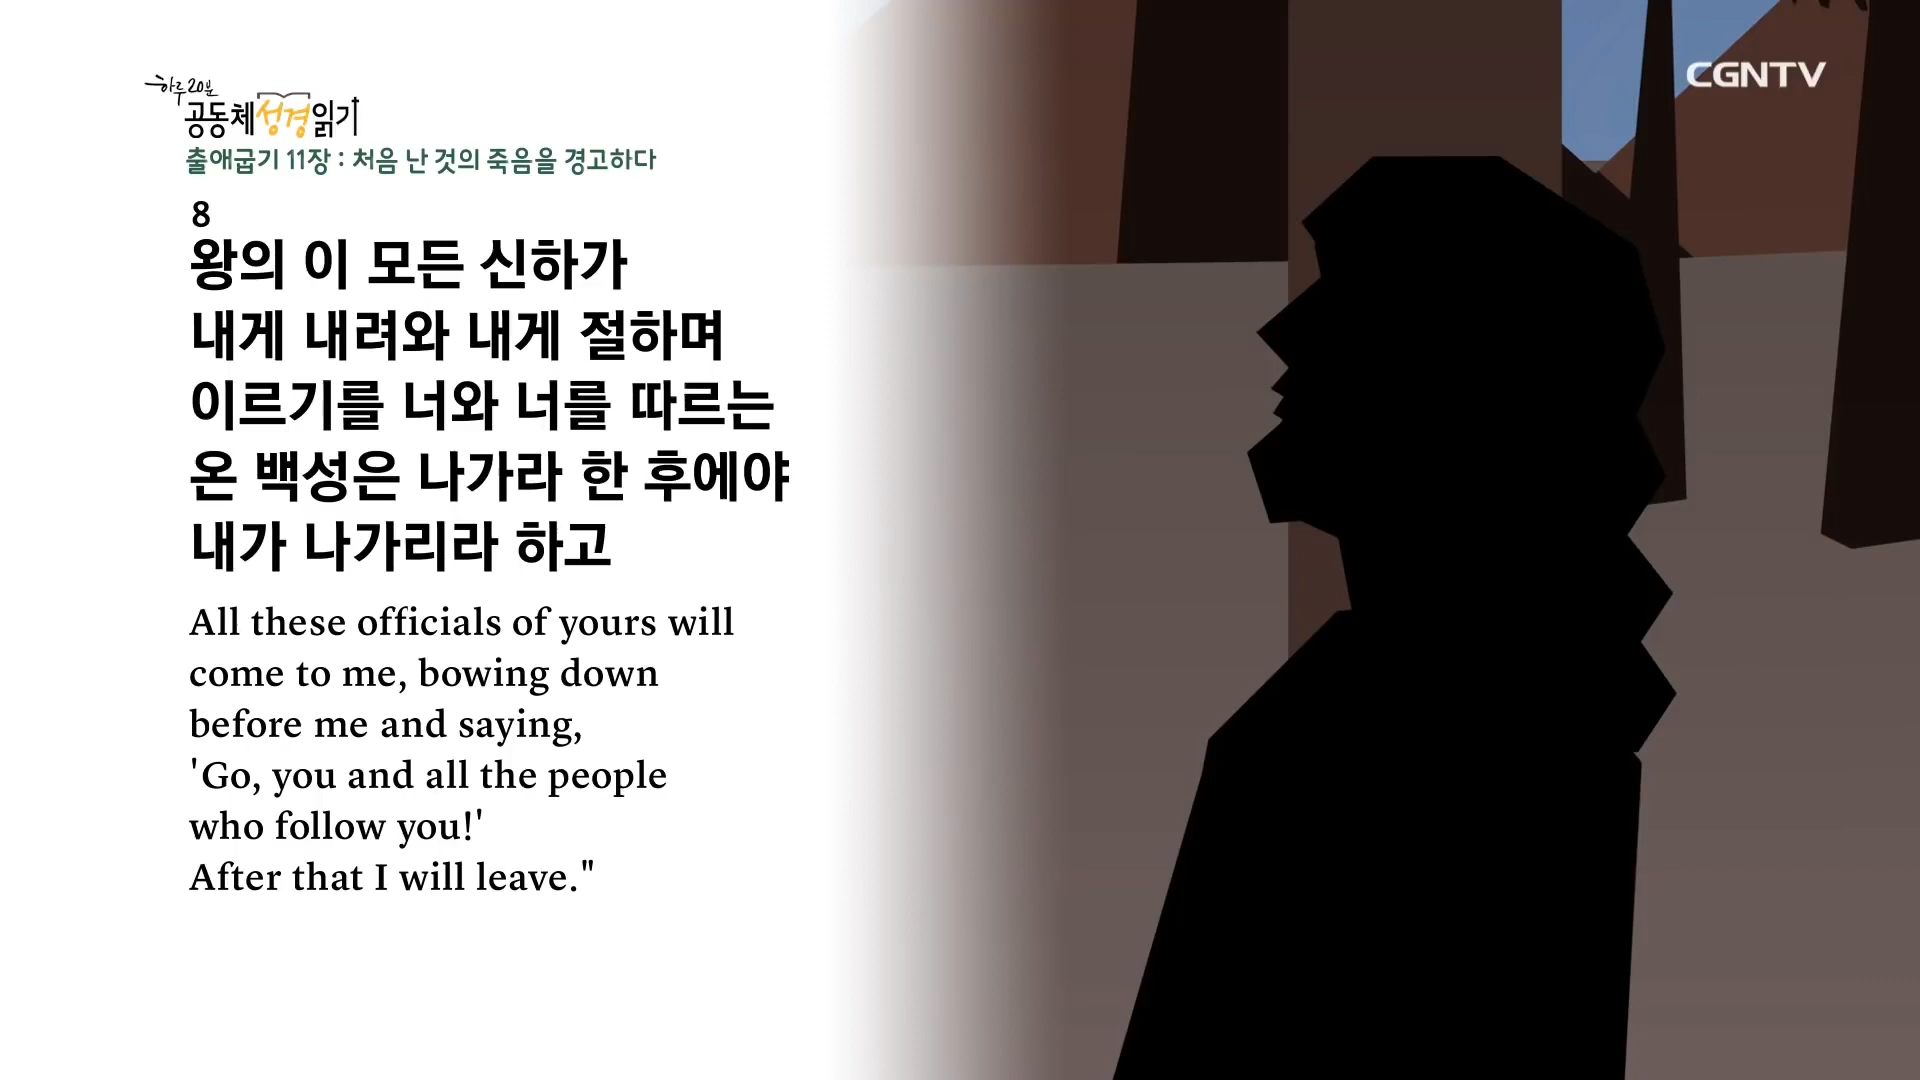 하루 20분
공동체성경읽기
출애굽기 11장 : 처음 난 것의 죽음을 경고하다
CGNTV
8
왕의 이 모든 신하가
내게 내려와 내게 절하며
이르기를 너와 너를 따르는
온 백성은 나가라 한 후에야
내가 나가리라 하고
All these officials of yours will
come to me, bowing down
before me and saying,
'Go, you and all the people
who follow you!'
After that I will leave."